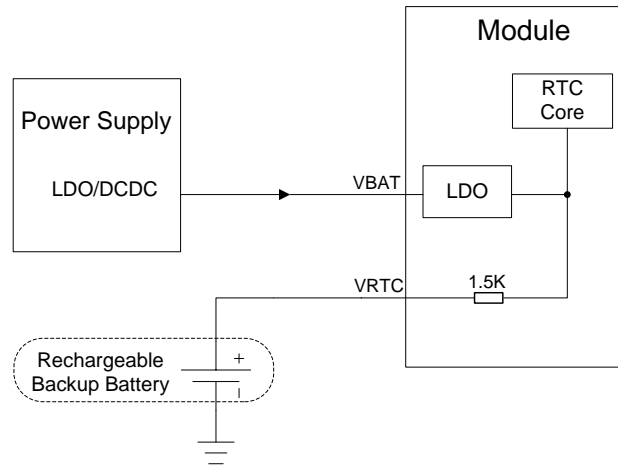 Module
RTC
Core
Power Supply
LDO/DCDC
VBAT
LDO
VRTC
1.5K
Rechargeable
Backup Battery
+